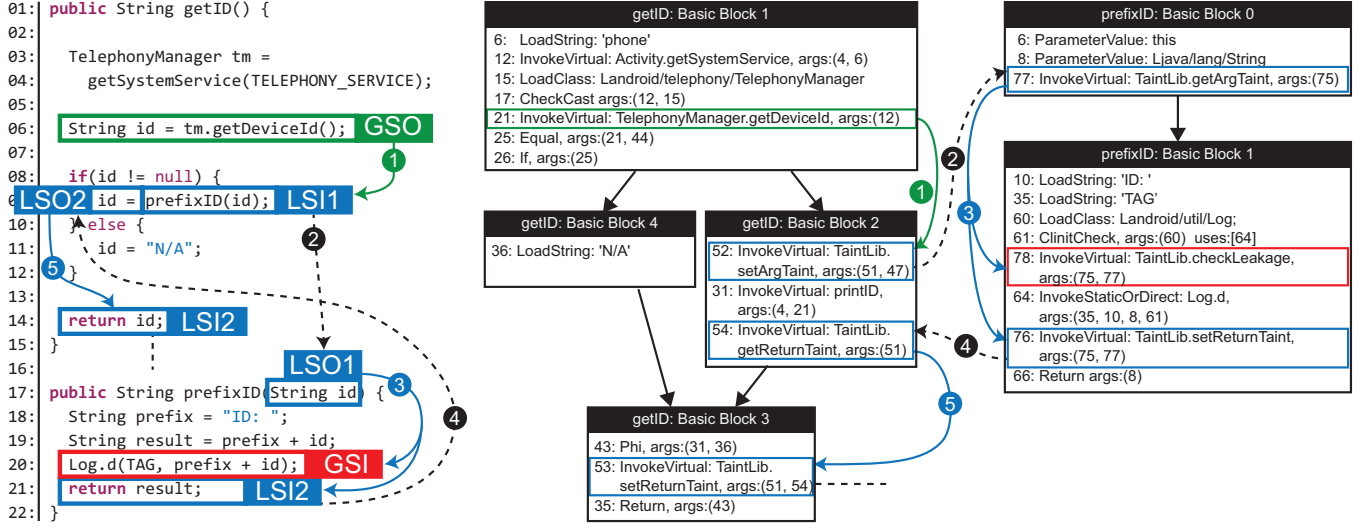 01: public String getID() {
02:
03: TelephonyManager tm =
04: getSystemService(TELEPHONY_SERVICE);
05:
06: String id = tm.getDeviceId(); GSO
1
07:
08: if(id != null) {
LSO2 id = prefixID(id); LSI1
10: } else {
2
11: id = "N/A";
5
12: }
13:
14: return id; LSI2
15: }
16:
LSO1
17: public String prefixID(String id) {
3
18: String prefix = "ID: ";
4
19: String result = prefix + id;
20: Log.d(TAG, prefix + id); GSI
21: return result; LSI2
22: }
getID: Basic Block 1
6: LoadString: 'phone'
12: InvokeVirtual: Activity.getSystemService, args:(4, 6)
15: LoadClass: Landroid/telephony/TelephonyManager
17: CheckCast args:(12, 15)
21: InvokeVirtual: TelephonyManager.getDeviceId, args:(12)
25: Equal, args:(21, 44)
26: If, args:(25)
1
2
getID: Basic Block 4
36: LoadString: 'N/A'
getID: Basic Block 2
52: InvokeVirtual: TaintLib.
setArgTaint, args:(51, 47)
31: InvokeVirtual: printID,
args:(4, 21)
54: InvokeVirtual: TaintLib.
getReturnTaint, args:(51)
4
5
getID: Basic Block 3
43: Phi, args:(31, 36)
53: InvokeVirtual: TaintLib.
setReturnTaint, args:(51, 54)
35: Return, args:(43)
prefixID: Basic Block 0
6: ParameterValue: this
8: ParameterValue: Ljava/lang/String
77: InvokeVirtual: TaintLib.getArgTaint, args:(75)
3
prefixID: Basic Block 1
10: LoadString: 'ID: '
35: LoadString: 'TAG'
60: LoadClass: Landroid/util/Log;
61: ClinitCheck, args:(60) uses:[64]
78: InvokeVirtual: TaintLib.checkLeakage,
args:(75, 77)
64: InvokeStaticOrDirect: Log.d,
args:(35, 10, 8, 61)
76: InvokeVirtual: TaintLib.setReturnTaint,
args:(75, 77)
66: Return args:(8)